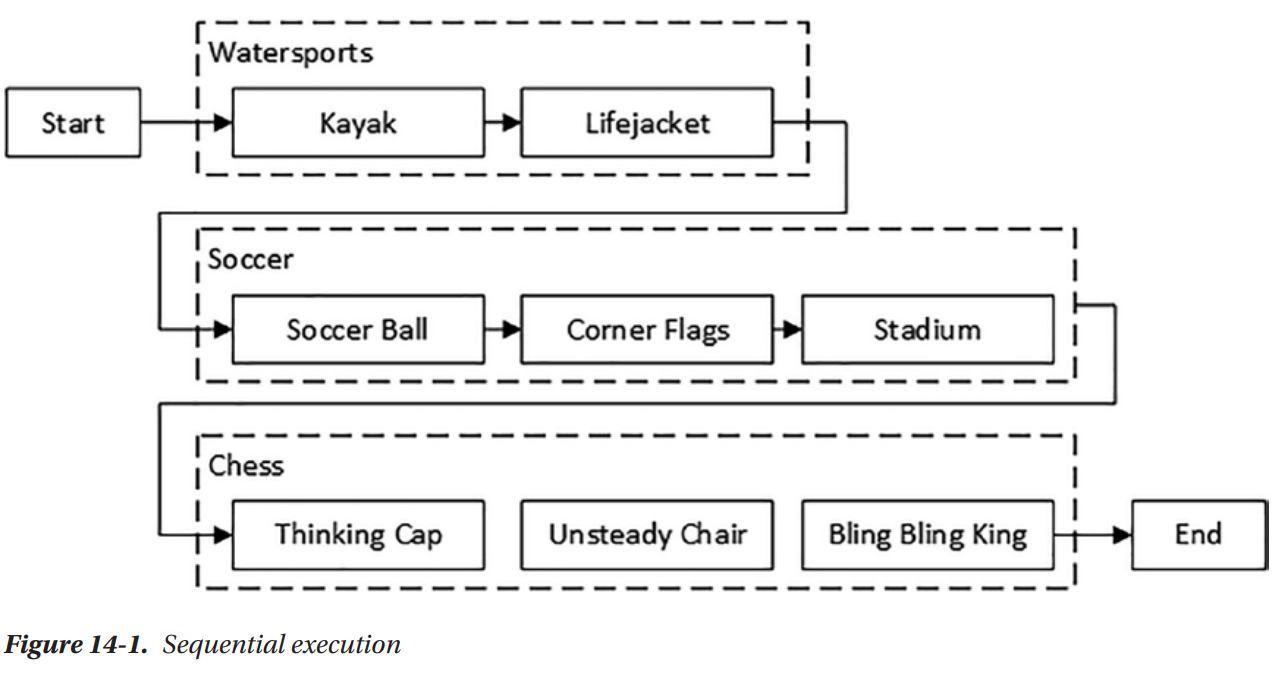 Watersports
Start
Kayak
Lifejacket
Soccer
Soccer Ball
Corner Flags
Stadium
Chess
Thinking Cap
Unsteady Chair
Bling Bling King
End
Figure 14-1. Sequential execution